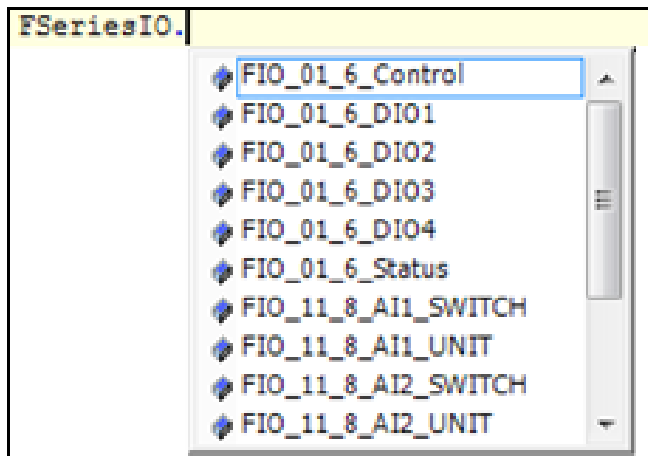 FSeriesIO.
FIO_01_6_Control
FIO_01_6_DIO1
FIO_01_6_DIO2
FIO_01_6_DIO3
FIO_01_6_DIO4
FIO_01_6_Status
FIO_11_8_AI1_SWITCH
FIO_11_8_AI1_UNIT
FIO_11_8_AI2_SWITCH
FIO_11_8_AI2_UNIT